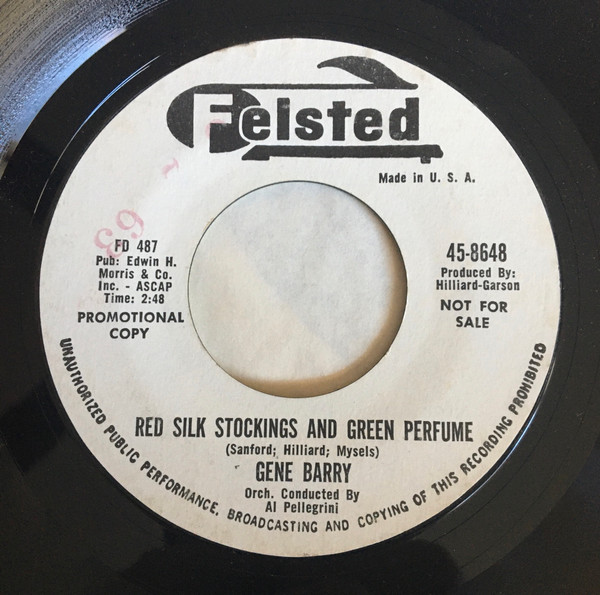 Felsted
Made in U. S. A.
63
FD 487
Pub: Edwin H.
Morris & Co.
Inc. - ASCAP
Time: 2:48
PROMOTIONAL
COPY
45-8648
Produced By:
Hilliard-Garson
NOT FOR
SALE
RED SILK STOCKINGS AND GREEN PERFUME
(Sanford; Hilliard; Mysels)
GENE BARRY
Orch. Conducted By
Al Pellegrini
UNAUTHORIZED PUBLIC PERFORMANCE, BROADCASTING AND COPYING OF THIS RECORDING PROHIBITED